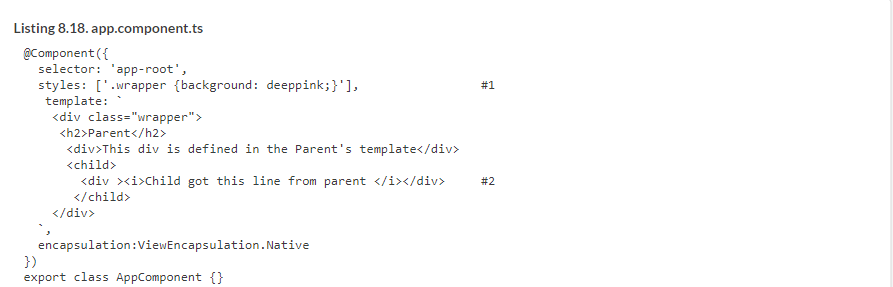 Listing 8.18. app.component.ts
@Component({
  selector: 'app-root',
  styles: ['.wrapper {background: deeppink;}'],                 #1
   template: `
    <div class="wrapper">
     <h2>Parent</h2>
      <div>This div is defined in the Parent's template</div>
      <child>
        <div ><i>Child got this line from parent </i></div>     #2
       </child>
    </div>
  `,
  encapsulation:ViewEncapsulation.Native
})
export class AppComponent {}